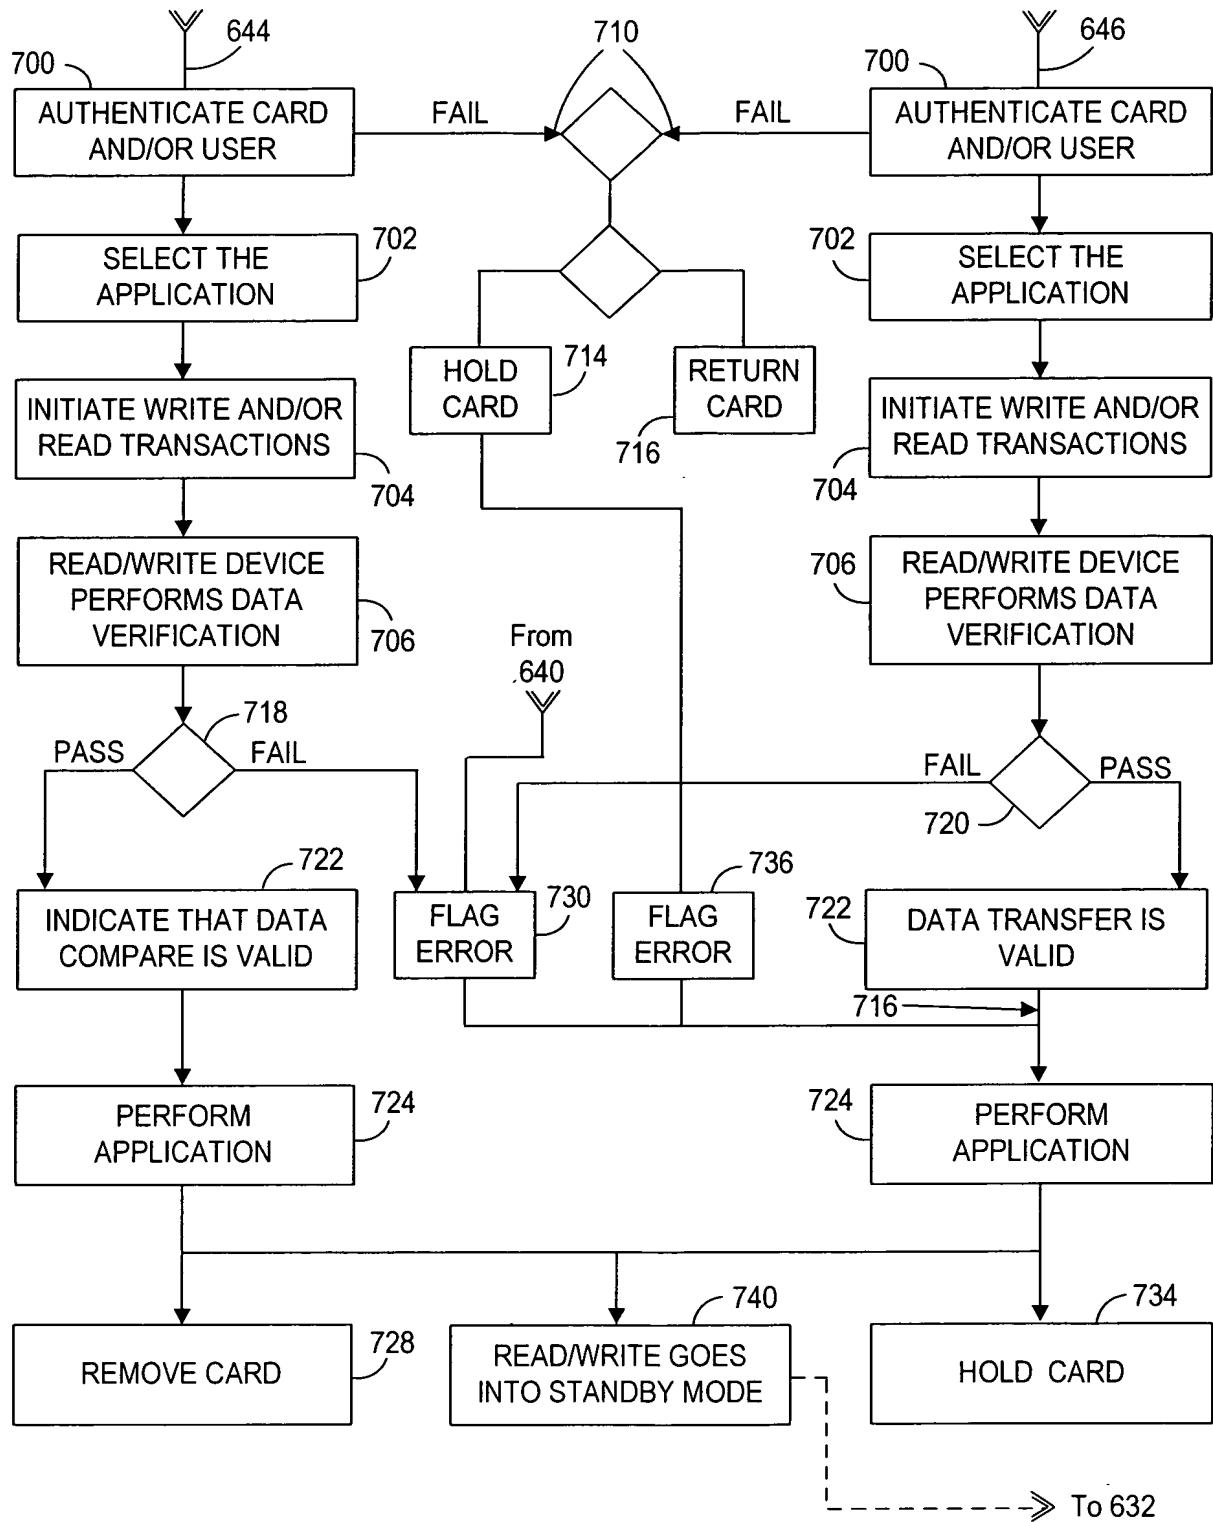 644
710
646
700
700
AUTHENTICATE CARD
AND/OR USER
FAIL
FAIL
AUTHENTICATE CARD
AND/OR USER
702
SELECT THE
APPLICATION
702
SELECT THE
APPLICATION
HOLD
CARD
714
RETURN
CARD
716
INITIATE WRITE AND/OR
READ TRANSACTIONS
704
INITIATE WRITE AND/OR
READ TRANSACTIONS
704
READ/WRITE DEVICE
PERFORMS DATA
VERIFICATION
706
706
READ/WRITE DEVICE
PERFORMS DATA
VERIFICATION
From
640
718
PASS
FAIL
FAIL
PASS
720
722
INDICATE THAT DATA
COMPARE IS VALID
FLAG
ERROR
730
736
FLAG
ERROR
722
DATA TRANSFER IS
VALID
716
PERFORM
APPLICATION
724
724
PERFORM
APPLICATION
REMOVE CARD
728
740
READ/WRITE GOES
INTO STANDBY MODE
734
HOLD CARD
To 632